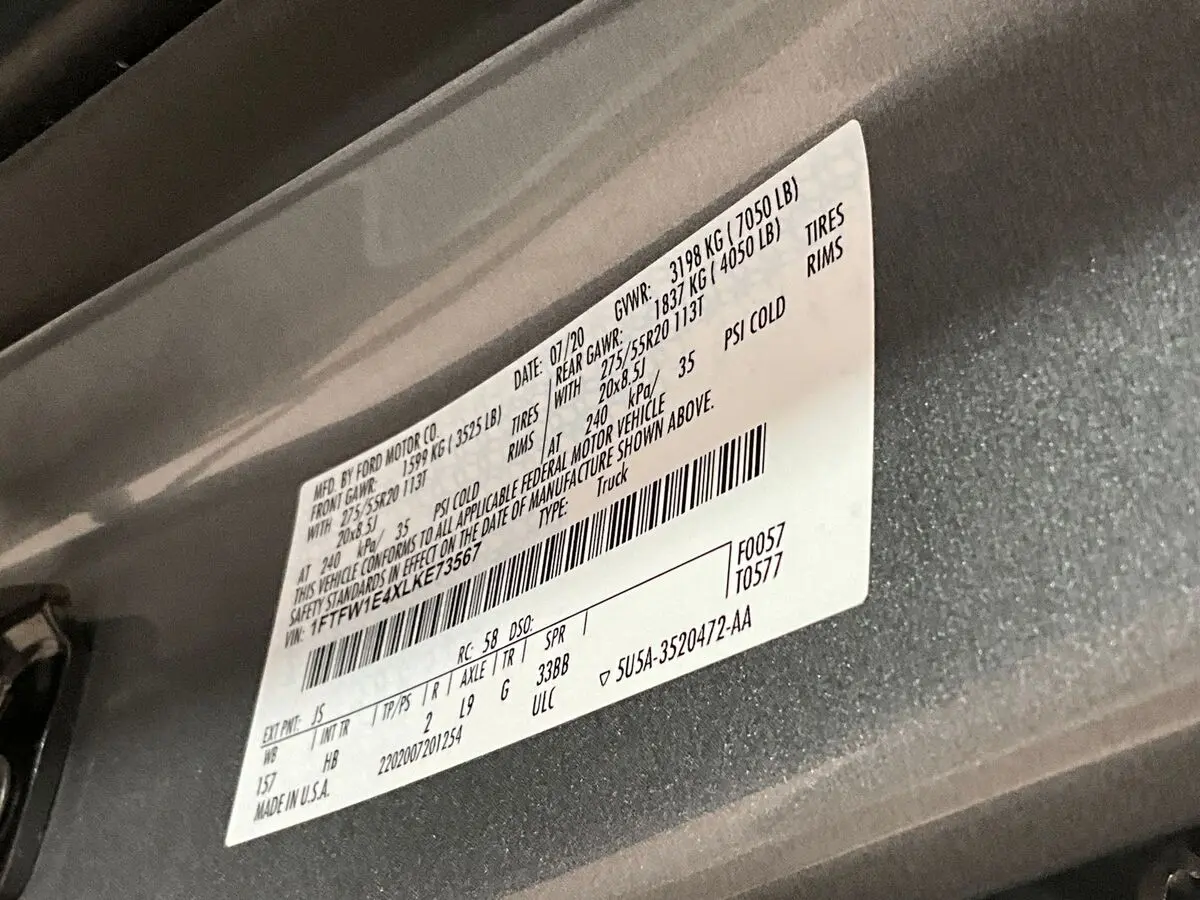 MFD. BY FORD MOTOR CO. DATE: 07/20 GVWR: 3198 KG ( 7050 LB)
FRONT GAWR: 1599 KG ( 3525 LB) REAR GAWR: 1837 KG ( 4050 LB)
WITH 275/55R20 113T TIRES WITH 275/55R20 113T TIRES
20x8.5J RIMS 20x8.5J RIMS
AT 240 kPa/ 35 PSI COLD AT 240 kPa/ 35 PSI COLD
THIS VEHICLE CONFORMS TO ALL APPLICABLE FEDERAL MOTOR VEHICLE
SAFETY STANDARDS IN EFFECT ON THE DATE OF MANUFACTURE SHOWN ABOVE.
VIN: 1FTFW1E4XLKE73567 TYPE: Truck
F0057
T0577
EXT PNT: JS RC: 58 DSO:
WB INT TR TP/PS R AXLE TR SPR
157 HB 2 L9 G 33BB
2202007201254 ULC
MADE IN U.S.A. ▽ 5U5A-3520472-AA